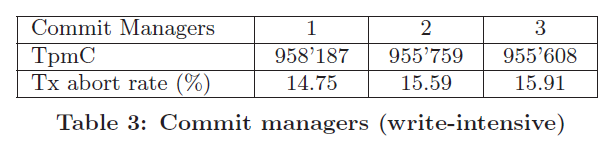 Commit Managers 1 2 3
TpmC 958'187 955'759 955'608
Tx abort rate (%) 14.75 15.59 15.91
Table 3: Commit managers (write-intensive)